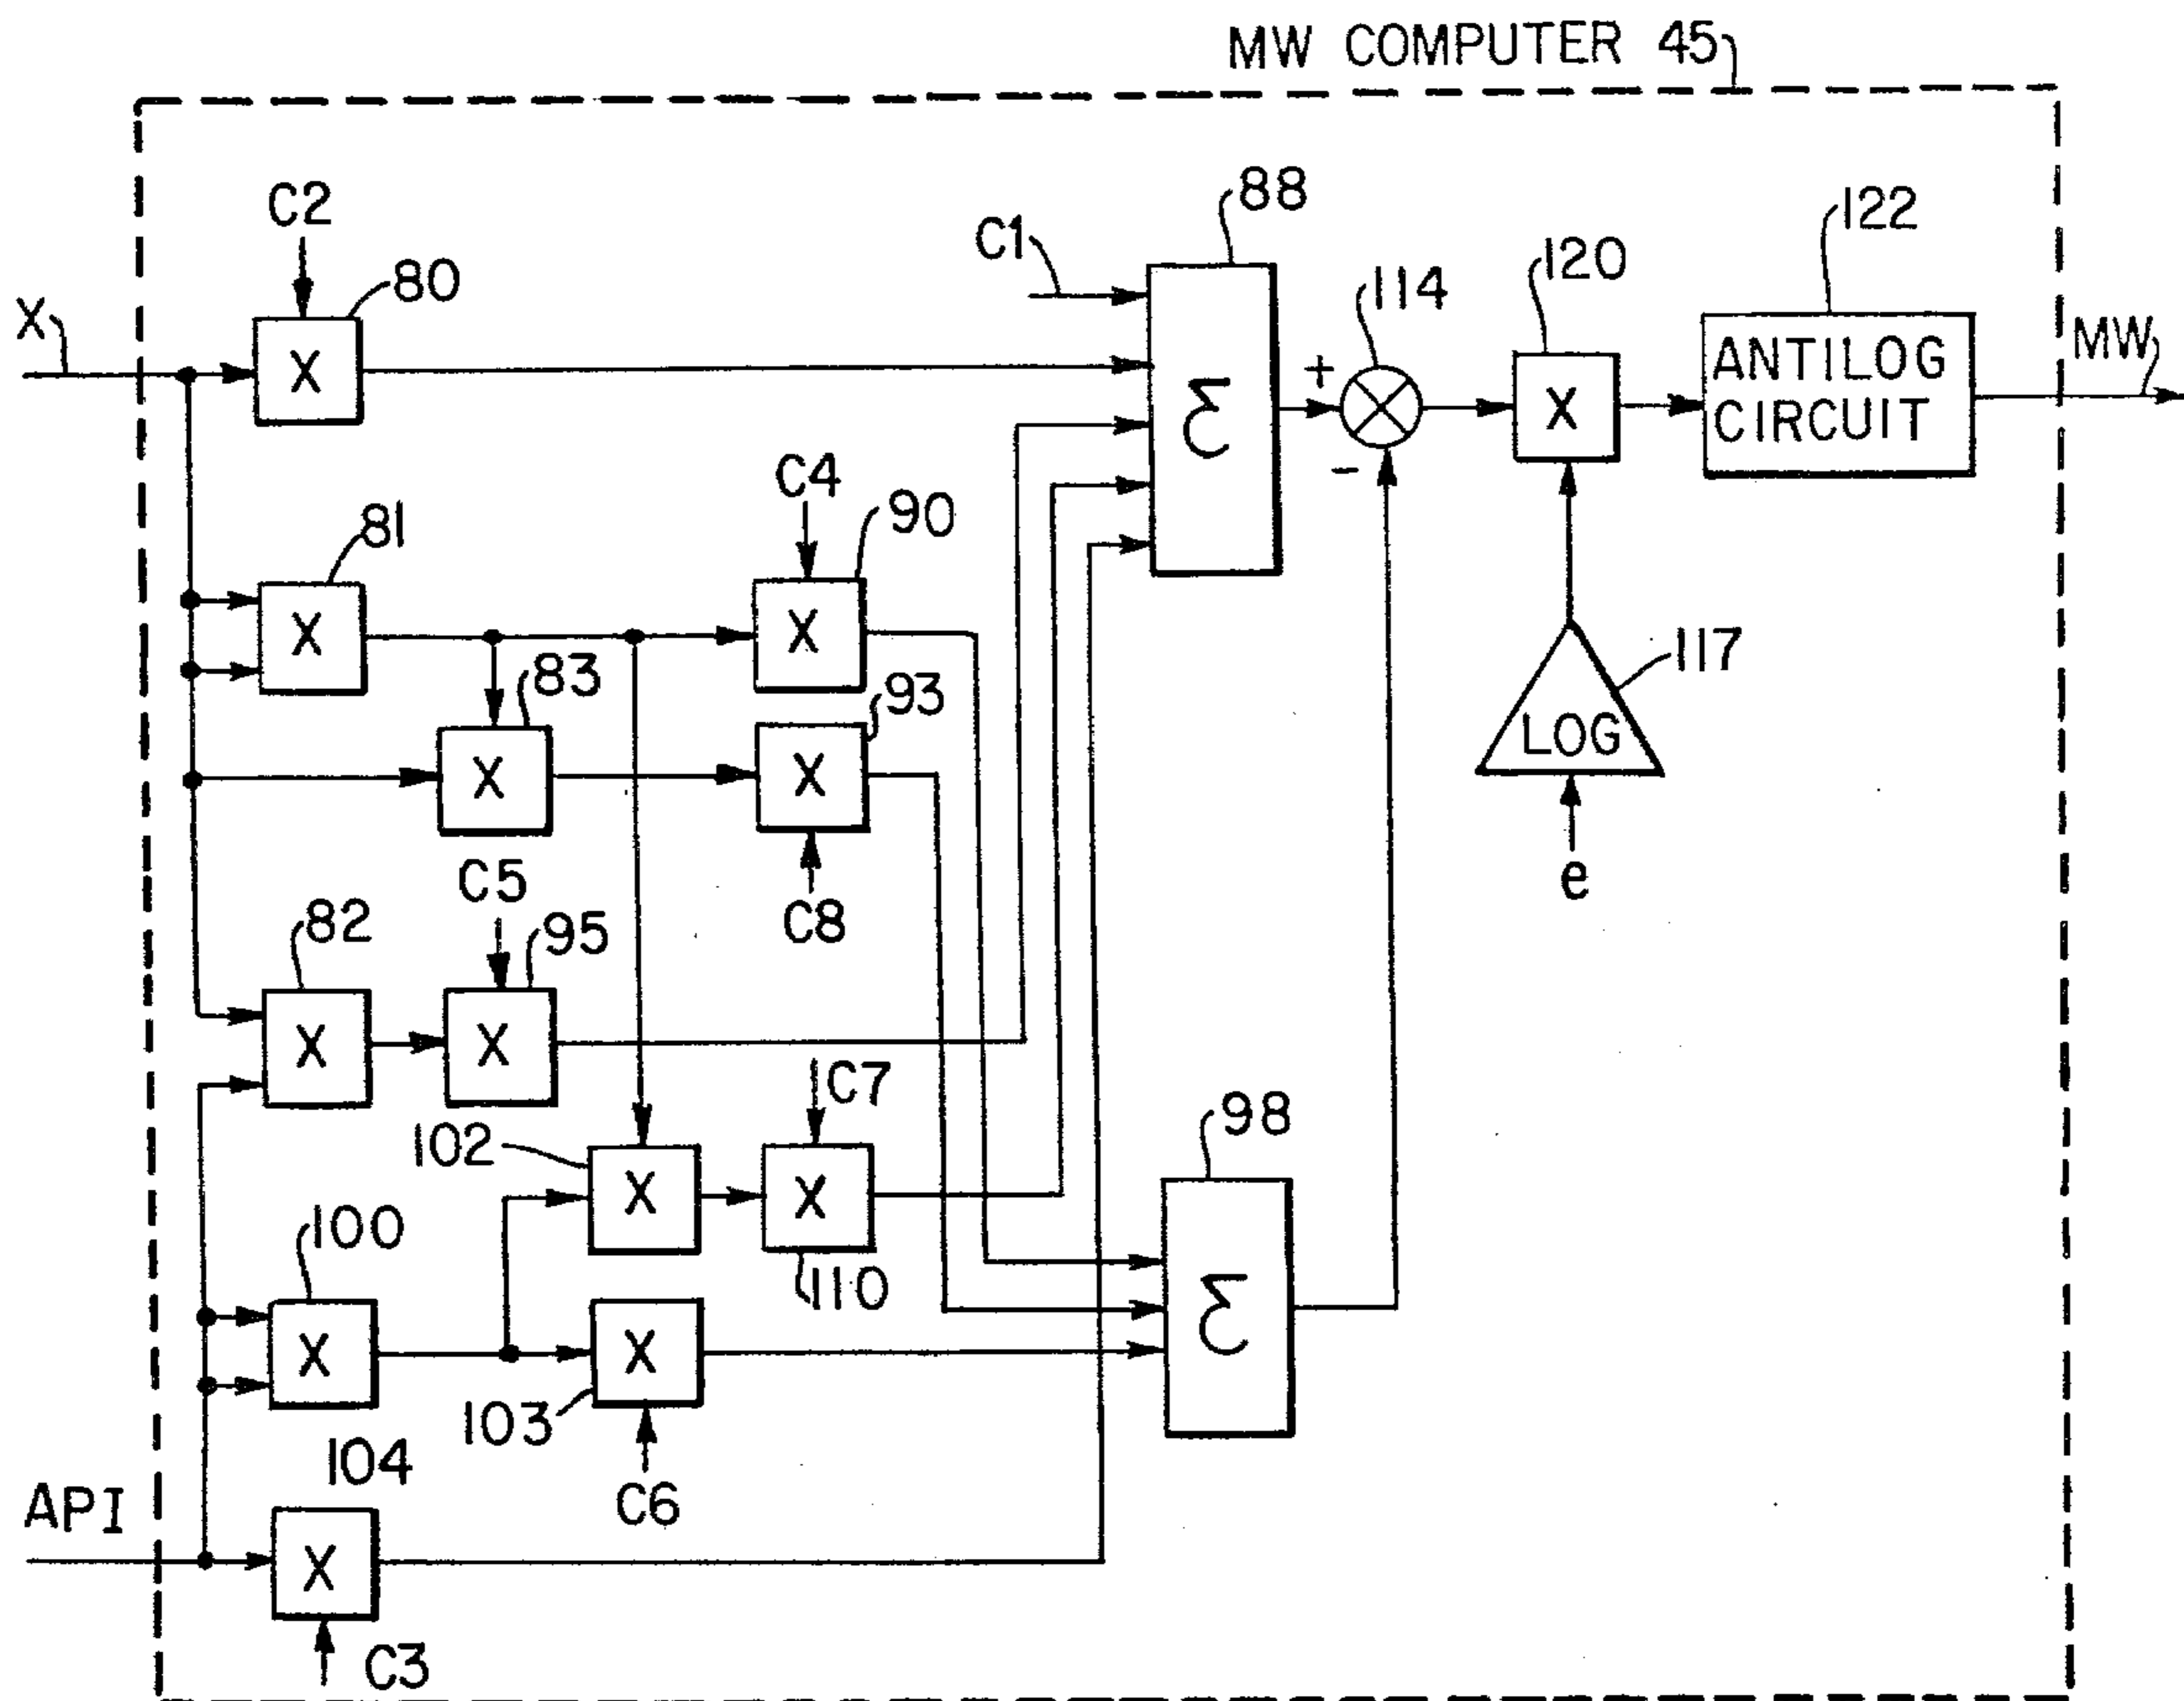 MW COMPUTER 45
C2
80
X
X
C1
88
Σ
+
-
114
120
X
122
ANTILOG
CIRCUIT
MW
81
X
C4
90
X
83
X
93
X
C8
117
LOG
e
82
X
C5
95
X
102
X
C7
X
110
98
Σ
100
X
103
X
C6
API
104
X
C3